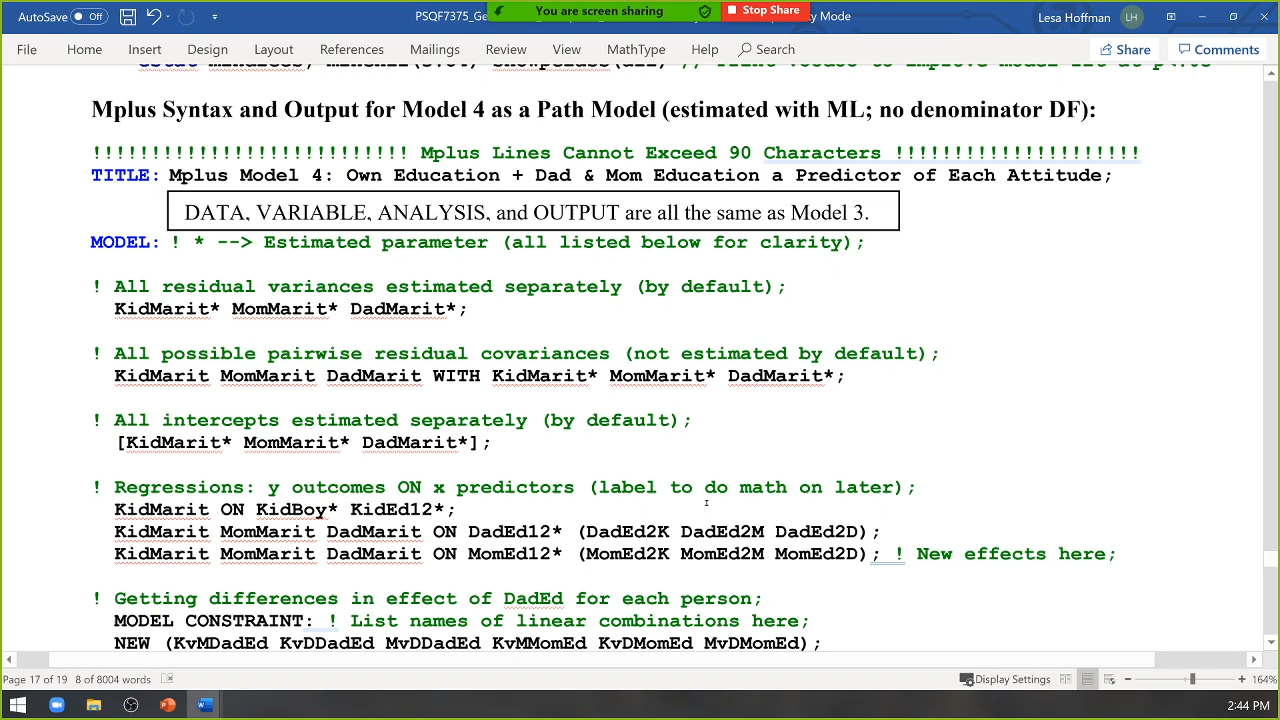 AutoSave Off
PSQF7375_Ge
You are screen sharing
Stop Share
y Mode
Lesa Hoffman LH
File Home Insert Design Layout References Mailings Review View MathType Help Search Share Comments
Mplus Syntax and Output for Model 4 as a Path Model (estimated with ML; no denominator DF):
!!!!!!!!!!!!!!!!!!!!!!!!!!! Mplus Lines Cannot Exceed 90 Characters !!!!!!!!!!!!!!!!!!!!!
TITLE: Mplus Model 4: Own Education + Dad & Mom Education a Predictor of Each Attitude;
DATA, VARIABLE, ANALYSIS, and OUTPUT are all the same as Model 3.
MODEL: ! * --> Estimated parameter (all listed below for clarity);
! All residual variances estimated separately (by default);
KidMarit* MomMarit* DadMarit*;
! All possible pairwise residual covariances (not estimated by default);
KidMarit MomMarit DadMarit WITH KidMarit* MomMarit* DadMarit*;
! All intercepts estimated separately (by default);
[KidMarit* MomMarit* DadMarit*];
! Regressions: y outcomes ON x predictors (label to do math on later);
KidMarit ON KidBoy* KidEd12*;
KidMarit MomMarit DadMarit ON DadEd12* (DadEd2K DadEd2M DadEd2D);
KidMarit MomMarit DadMarit ON MomEd12* (MomEd2K MomEd2M MomEd2D); ! New effects here;
! Getting differences in effect of DadEd for each person;
MODEL CONSTRAINT: ! List names of linear combinations here;
NEW (KvMDadEd KvDDadEd MvDDadEd KvMMomEd KvDMomEd MvDMomEd);
Page 17 of 19 8 of 8004 words Display Settings 164%
2:44 PM